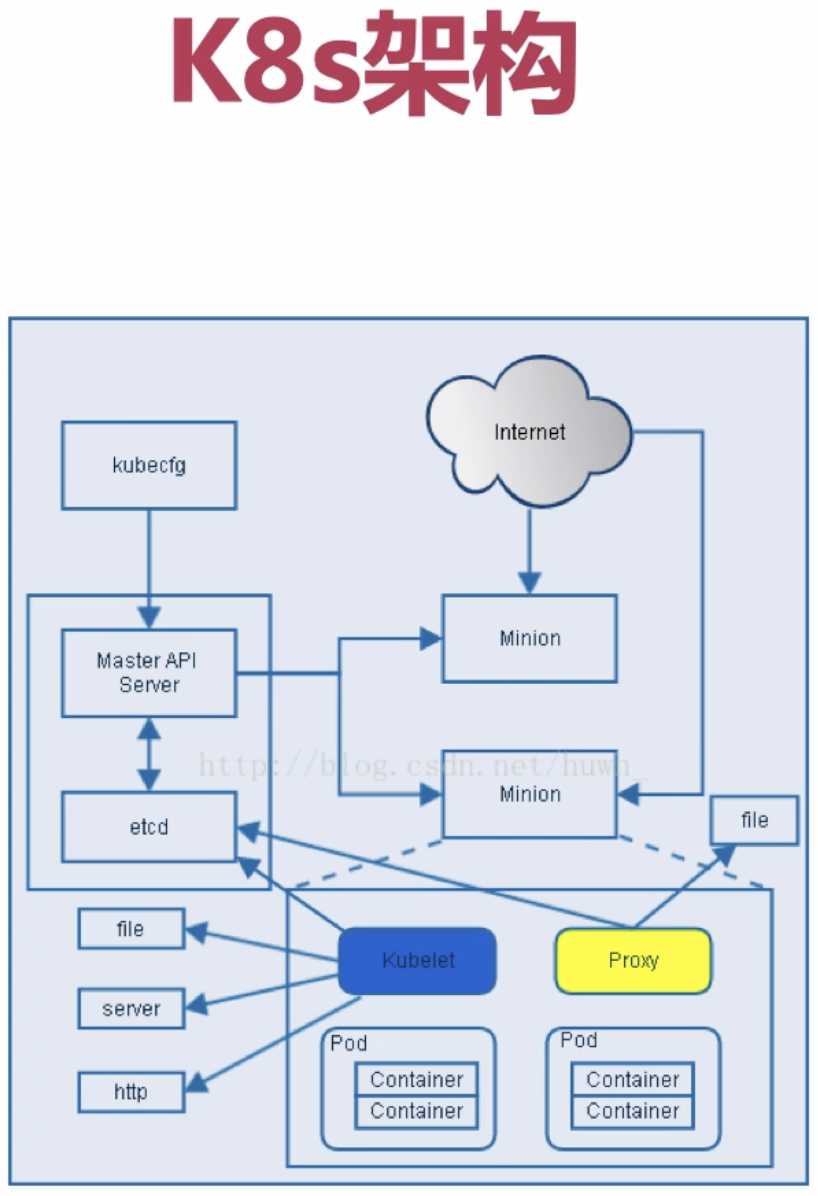 K8s架构
Internet
kubecfg
Minion
Master API
Server
http://blog.csdn.net/huwh_
Minion
file
etcd
file
Kubelet
Proxy
server
Pod
Pod
http
Container
Container
Container
Container